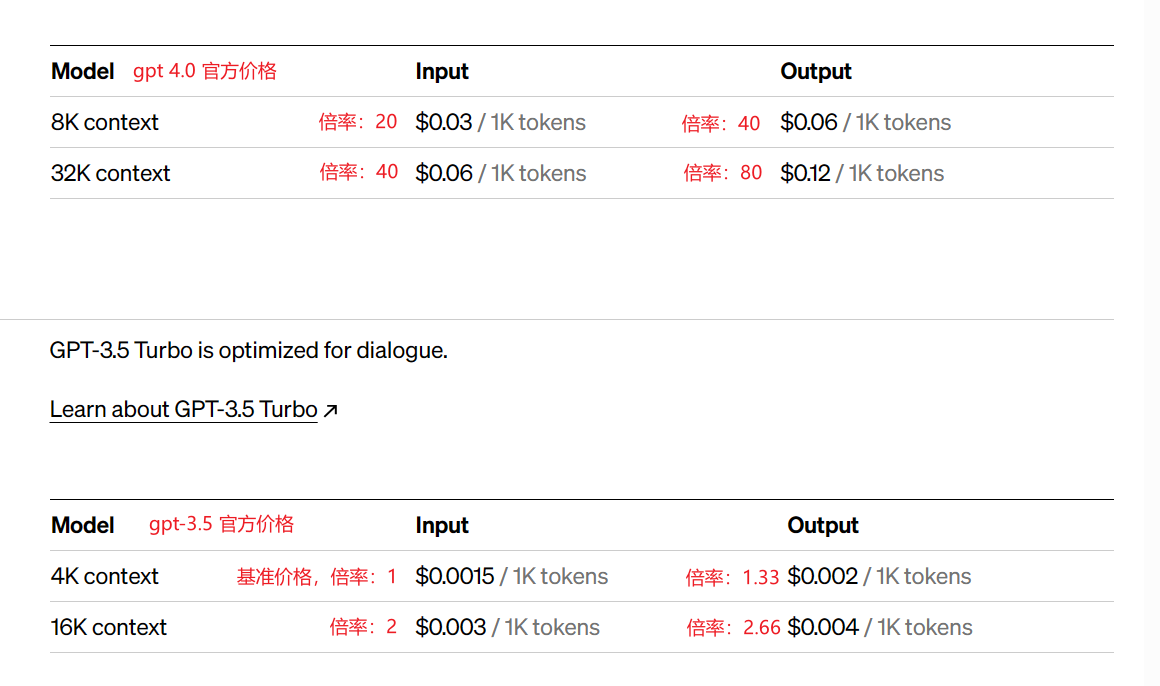 Model gpt 4.0 官方价格 Input Output
8K context 倍率：20 $0.03 / 1K tokens 倍率：40 $0.06 / 1K tokens
32K context 倍率：40 $0.06 / 1K tokens 倍率：80 $0.12 / 1K tokens
GPT-3.5 Turbo is optimized for dialogue.
Learn about GPT-3.5 Turbo ↗
Model gpt-3.5 官方价格 Input Output
4K context 基准价格，倍率：1 $0.0015 / 1K tokens 倍率：1.33 $0.002 / 1K tokens
16K context 倍率：2 $0.003 / 1K tokens 倍率：2.66 $0.004 / 1K tokens